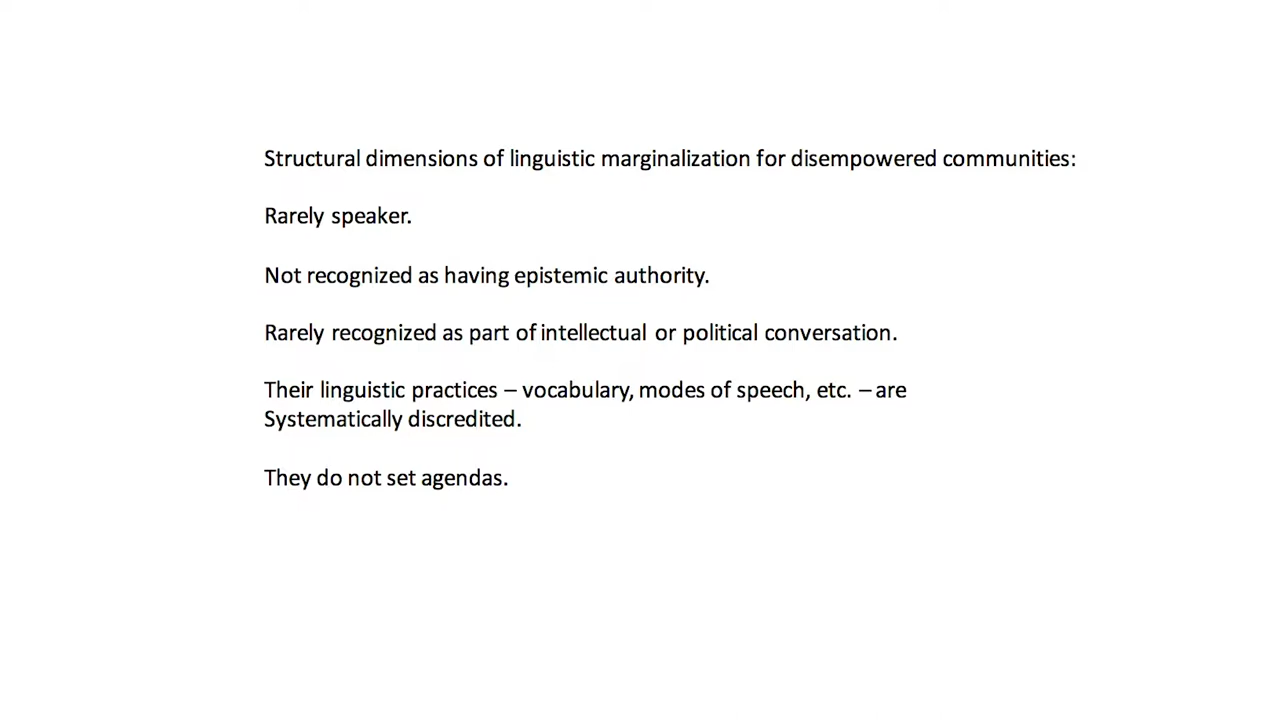 Structural dimensions of linguistic marginalization for disempowered communities:
Rarely speaker.
Not recognized as having epistemic authority.
Rarely recognized as part of intellectual or political conversation.
Their linguistic practices – vocabulary, modes of speech, etc. – are
Systematically discredited.
They do not set agendas.